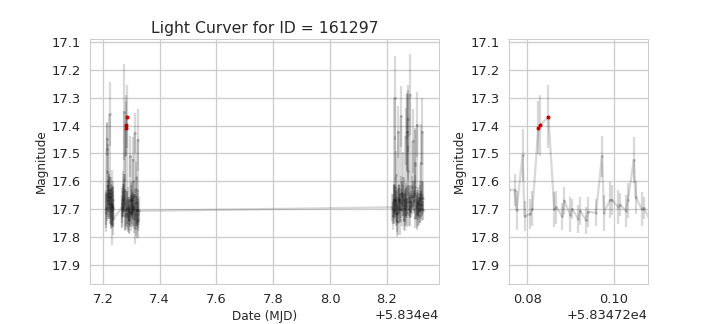 Light Curver for ID = 161297
17.1
17.2
17.3
17.4
17.5
17.6
17.7
17.8
17.9
Magnitude
7.2 7.4 7.6 7.8 8.0 8.2
Date (MJD)
+5.834e4
17.1
17.2
17.3
17.4
17.5
17.6
17.7
17.8
17.9
Magnitude
0.08 0.10
+5.83472e4